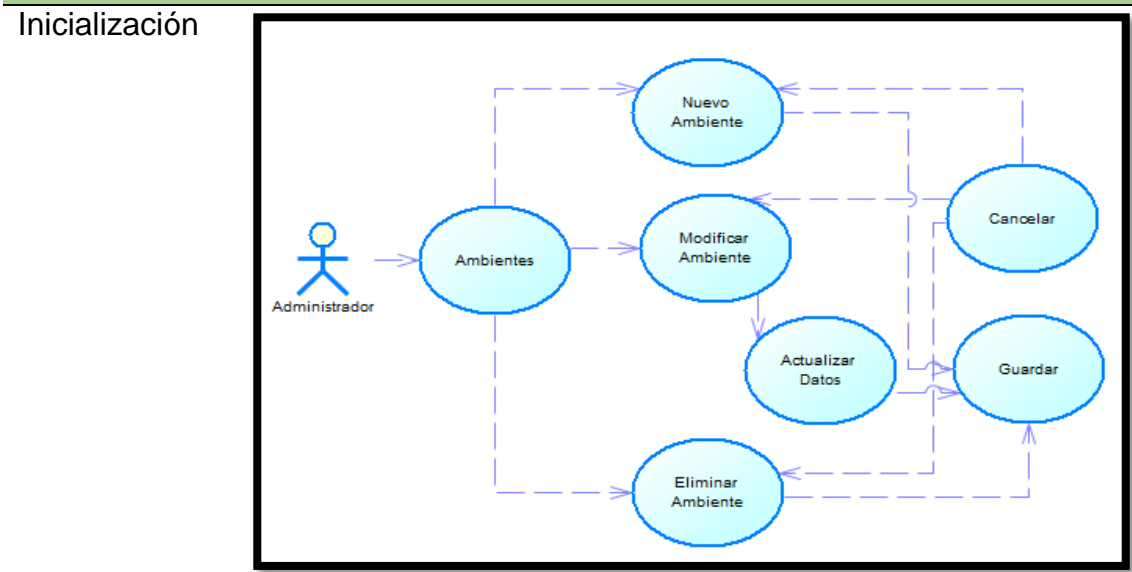 Inicialización
Nuevo
Ambiente
Cancelar
Modificar
Ambiente
Ambientes
Administrador
Actualizar
Datos
Guardar
Eliminar
Ambiente